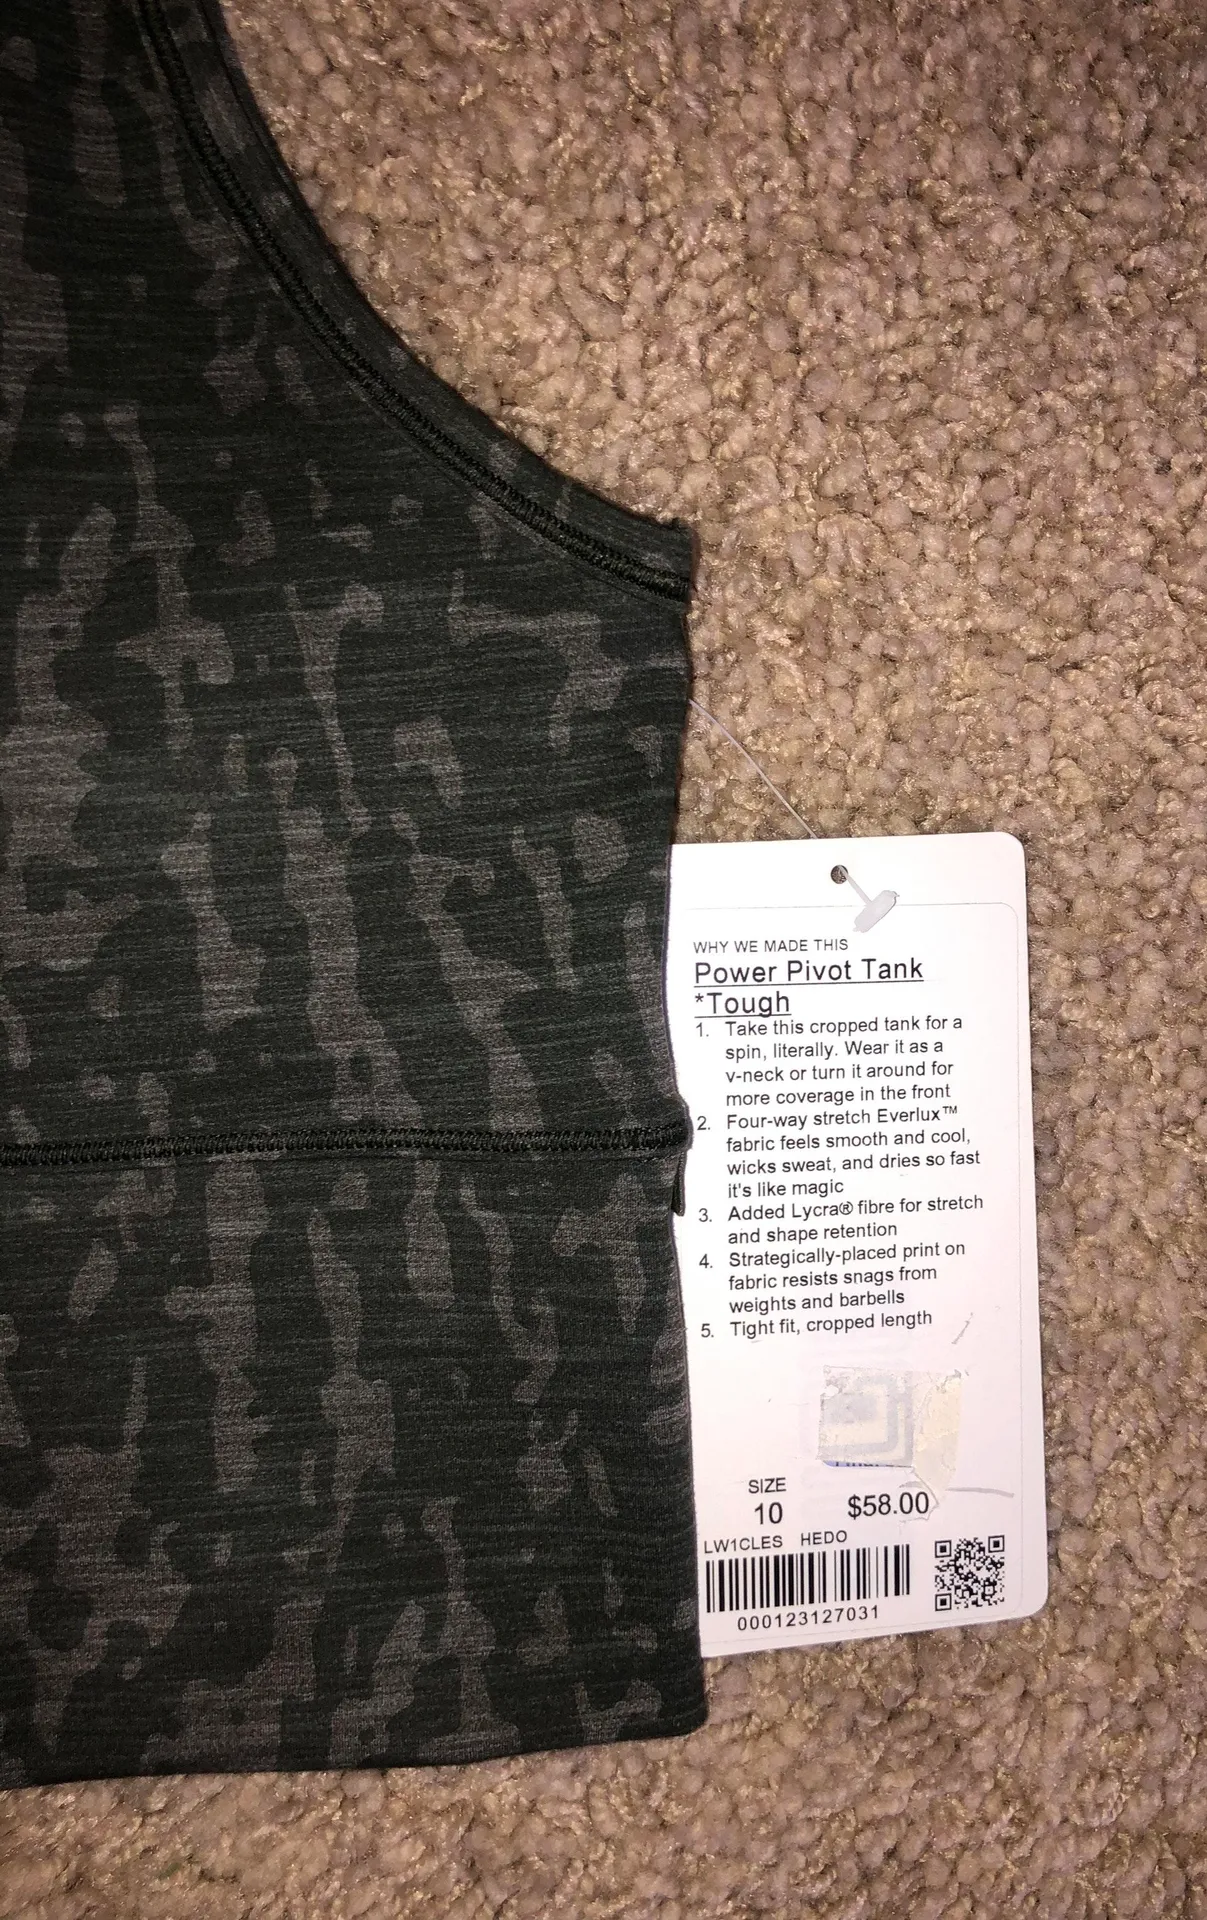 WHY WE MADE THIS
Power Pivot Tank
*Tough
1. Take this cropped tank for a
spin, literally. Wear it as a
v-neck or turn it around for
more coverage in the front
2. Four-way stretch Everlux™
fabric feels smooth and cool,
wicks sweat, and dries so fast
it's like magic
3. Added Lycra® fibre for stretch
and shape retention
4. Strategically-placed print on
fabric resists snags from
weights and barbells
5. Tight fit, cropped length
SIZE
10 $58.00
LW1CLES HEDO
000123127031